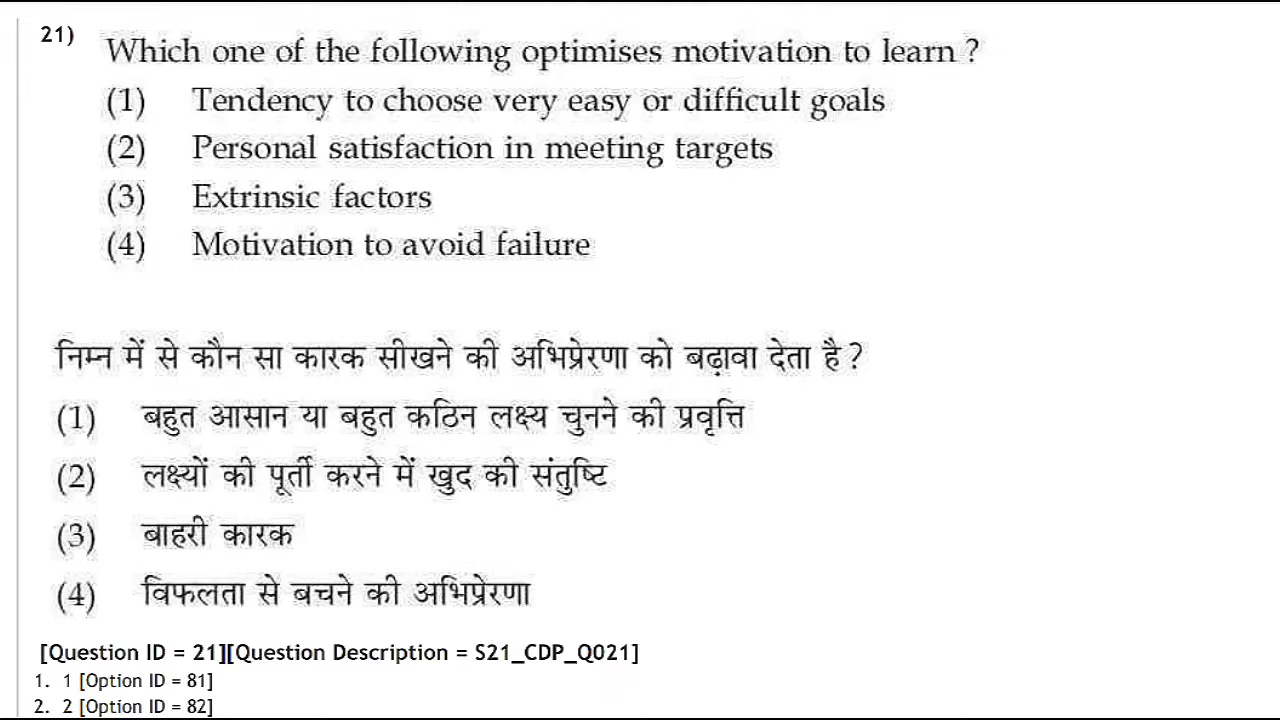 21)
Which one of the following optimises motivation to learn ?
(1) Tendency to choose very easy or difficult goals
(2) Personal satisfaction in meeting targets
(3) Extrinsic factors
(4) Motivation to avoid failure
निम्न में से कौन सा कारक सीखने की अभिप्रेरणा को बढ़ावा देता है ?
(1) बहुत आसान या बहुत कठिन लक्ष्य चुनने की प्रवृत्ति
(2) लक्ष्यों की पूर्ती करने में खुद की संतुष्टि
(3) बाहरी कारक
(4) विफलता से बचने की अभिप्रेरणा
[Question ID = 21][Question Description = S21_CDP_Q021]
1. 1 [Option ID = 81]
2. 2 [Option ID = 82]